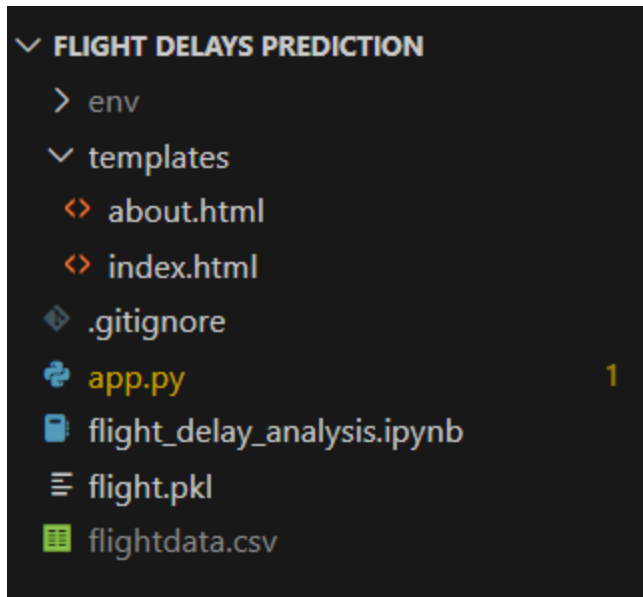 FLIGHT DELAYS PREDICTION
env
templates
about.html
index.html
.gitignore
app.py 1
flight_delay_analysis.ipynb
flight.pkl
flightdata.csv